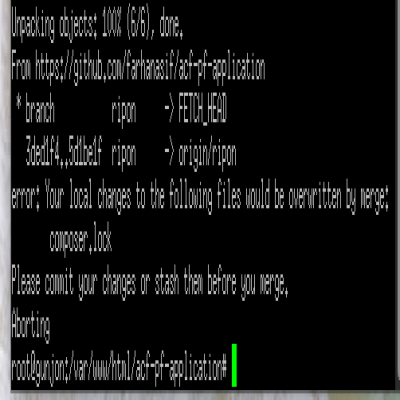 Unpacking objects: 100% (6/6), done.
From https://github.com/farhanasif/acf-pf-application
* branch ripon -> FETCH_HEAD
3ded1f4..5d1be1f ripon -> origin/ripon
error: Your local changes to the following files would be overwritten by merge:
composer.lock
Please commit your changes or stash them before you merge.
Aborting
root@gunjon:/var/www/html/acf-pf-application#